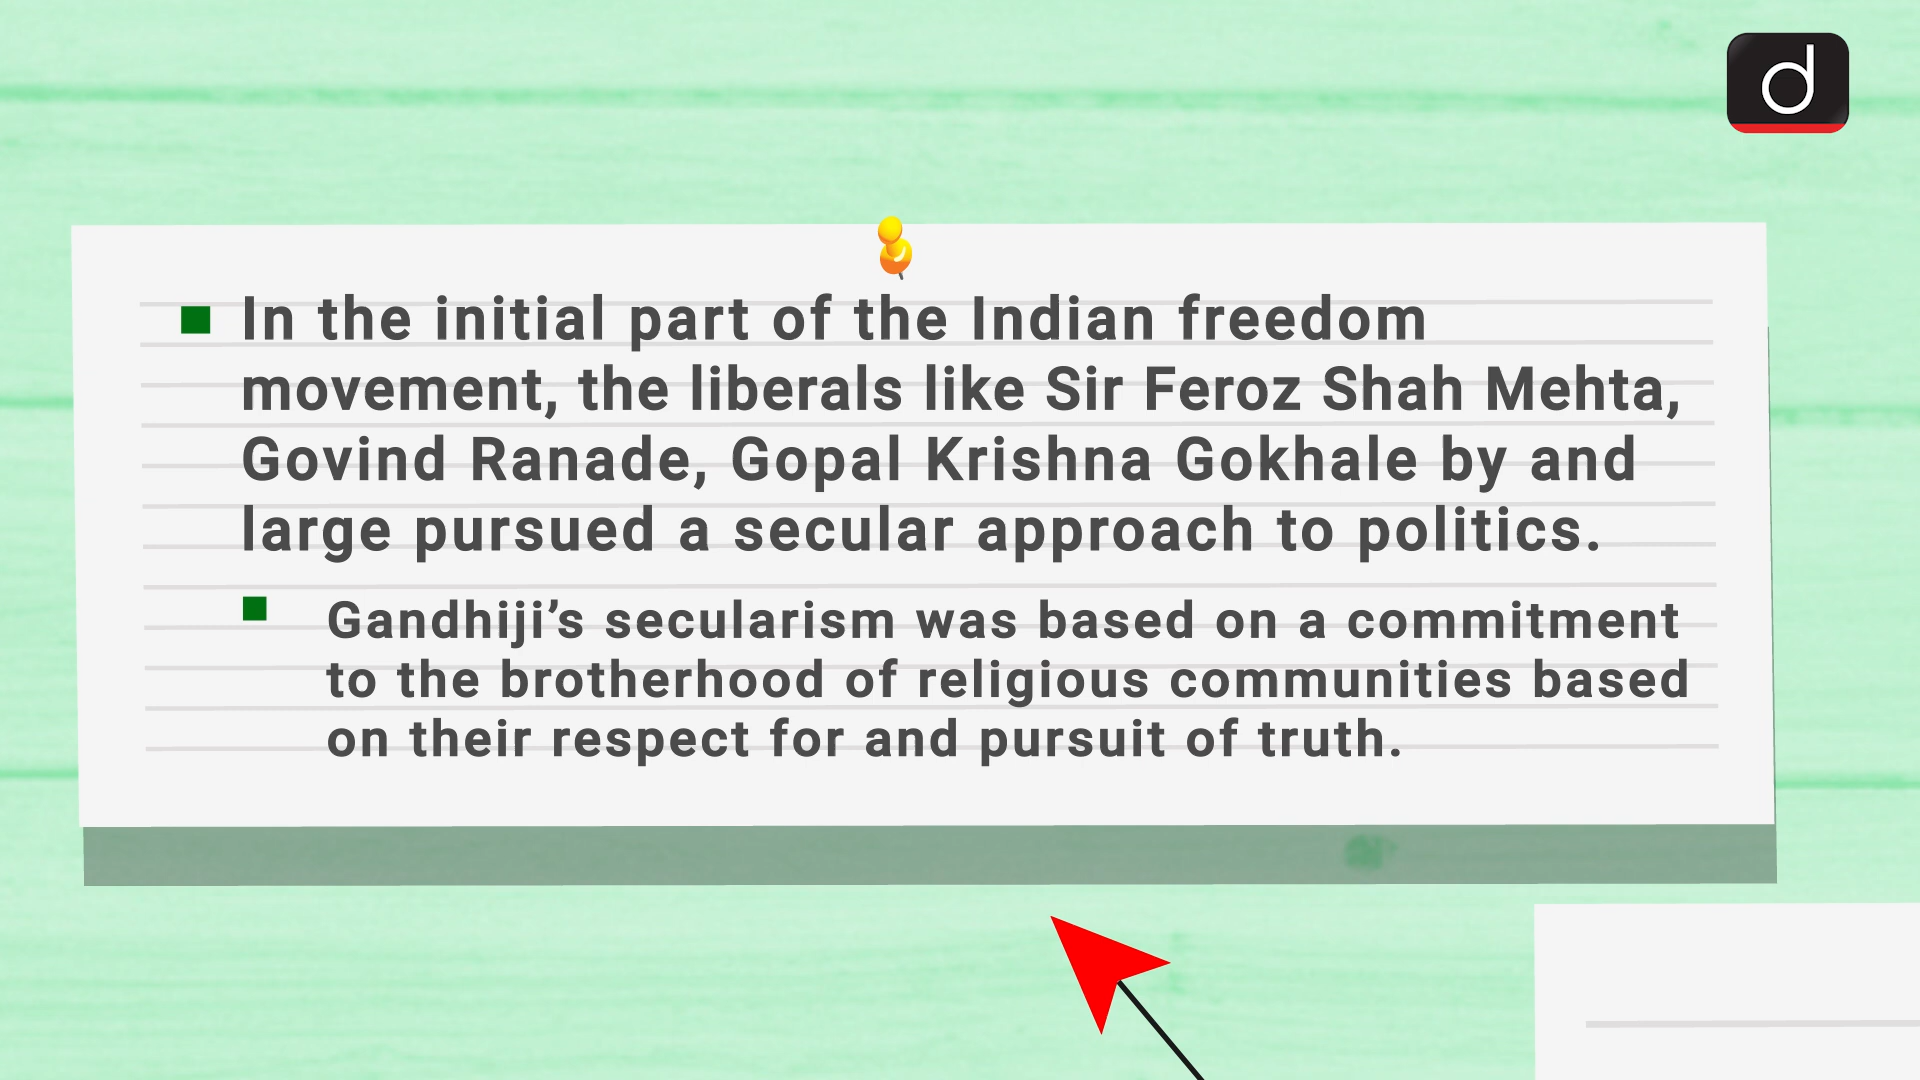 d
In the initial part of the Indian freedom
movement, the liberals like Sir Feroz Shah Mehta,
Govind Ranade, Gopal Krishna Gokhale by and
large pursued a secular approach to politics.
Gandhiji’s secularism was based on a commitment
to the brotherhood of religious communities based
on their respect for and pursuit of truth.